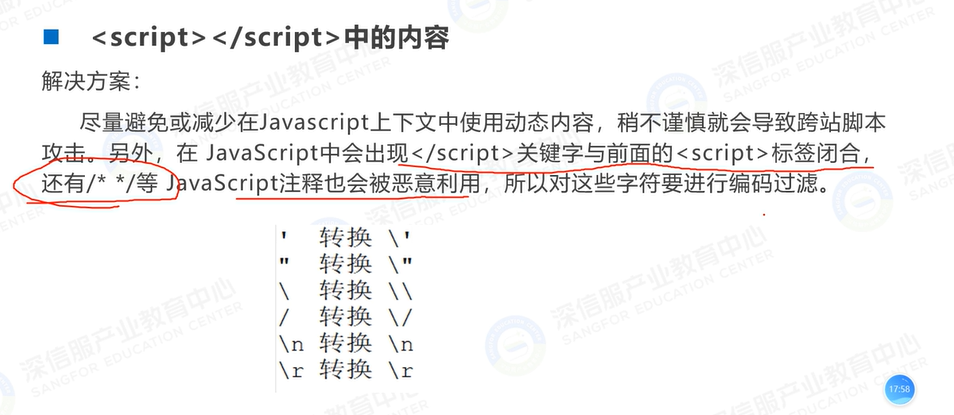 <script></script>中的内容
解决方案：
尽量避免或减少在Javascript上下文中使用动态内容，稍不谨慎就会导致跨站脚本
攻击。另外，在 JavaScript中会出现</script>关键字与前面的<script>标签闭合，
还有/* */等 JavaScript注释也会被恶意利用，所以对这些字符要进行编码过滤。
' 转换 \'
" 转换 \"
\ 转换 \\
/ 转换 \/
\n 转换 \n
\r 转换 \r
深信服产业教育中心
SANGFOR EDUCATION CENTER
17:58